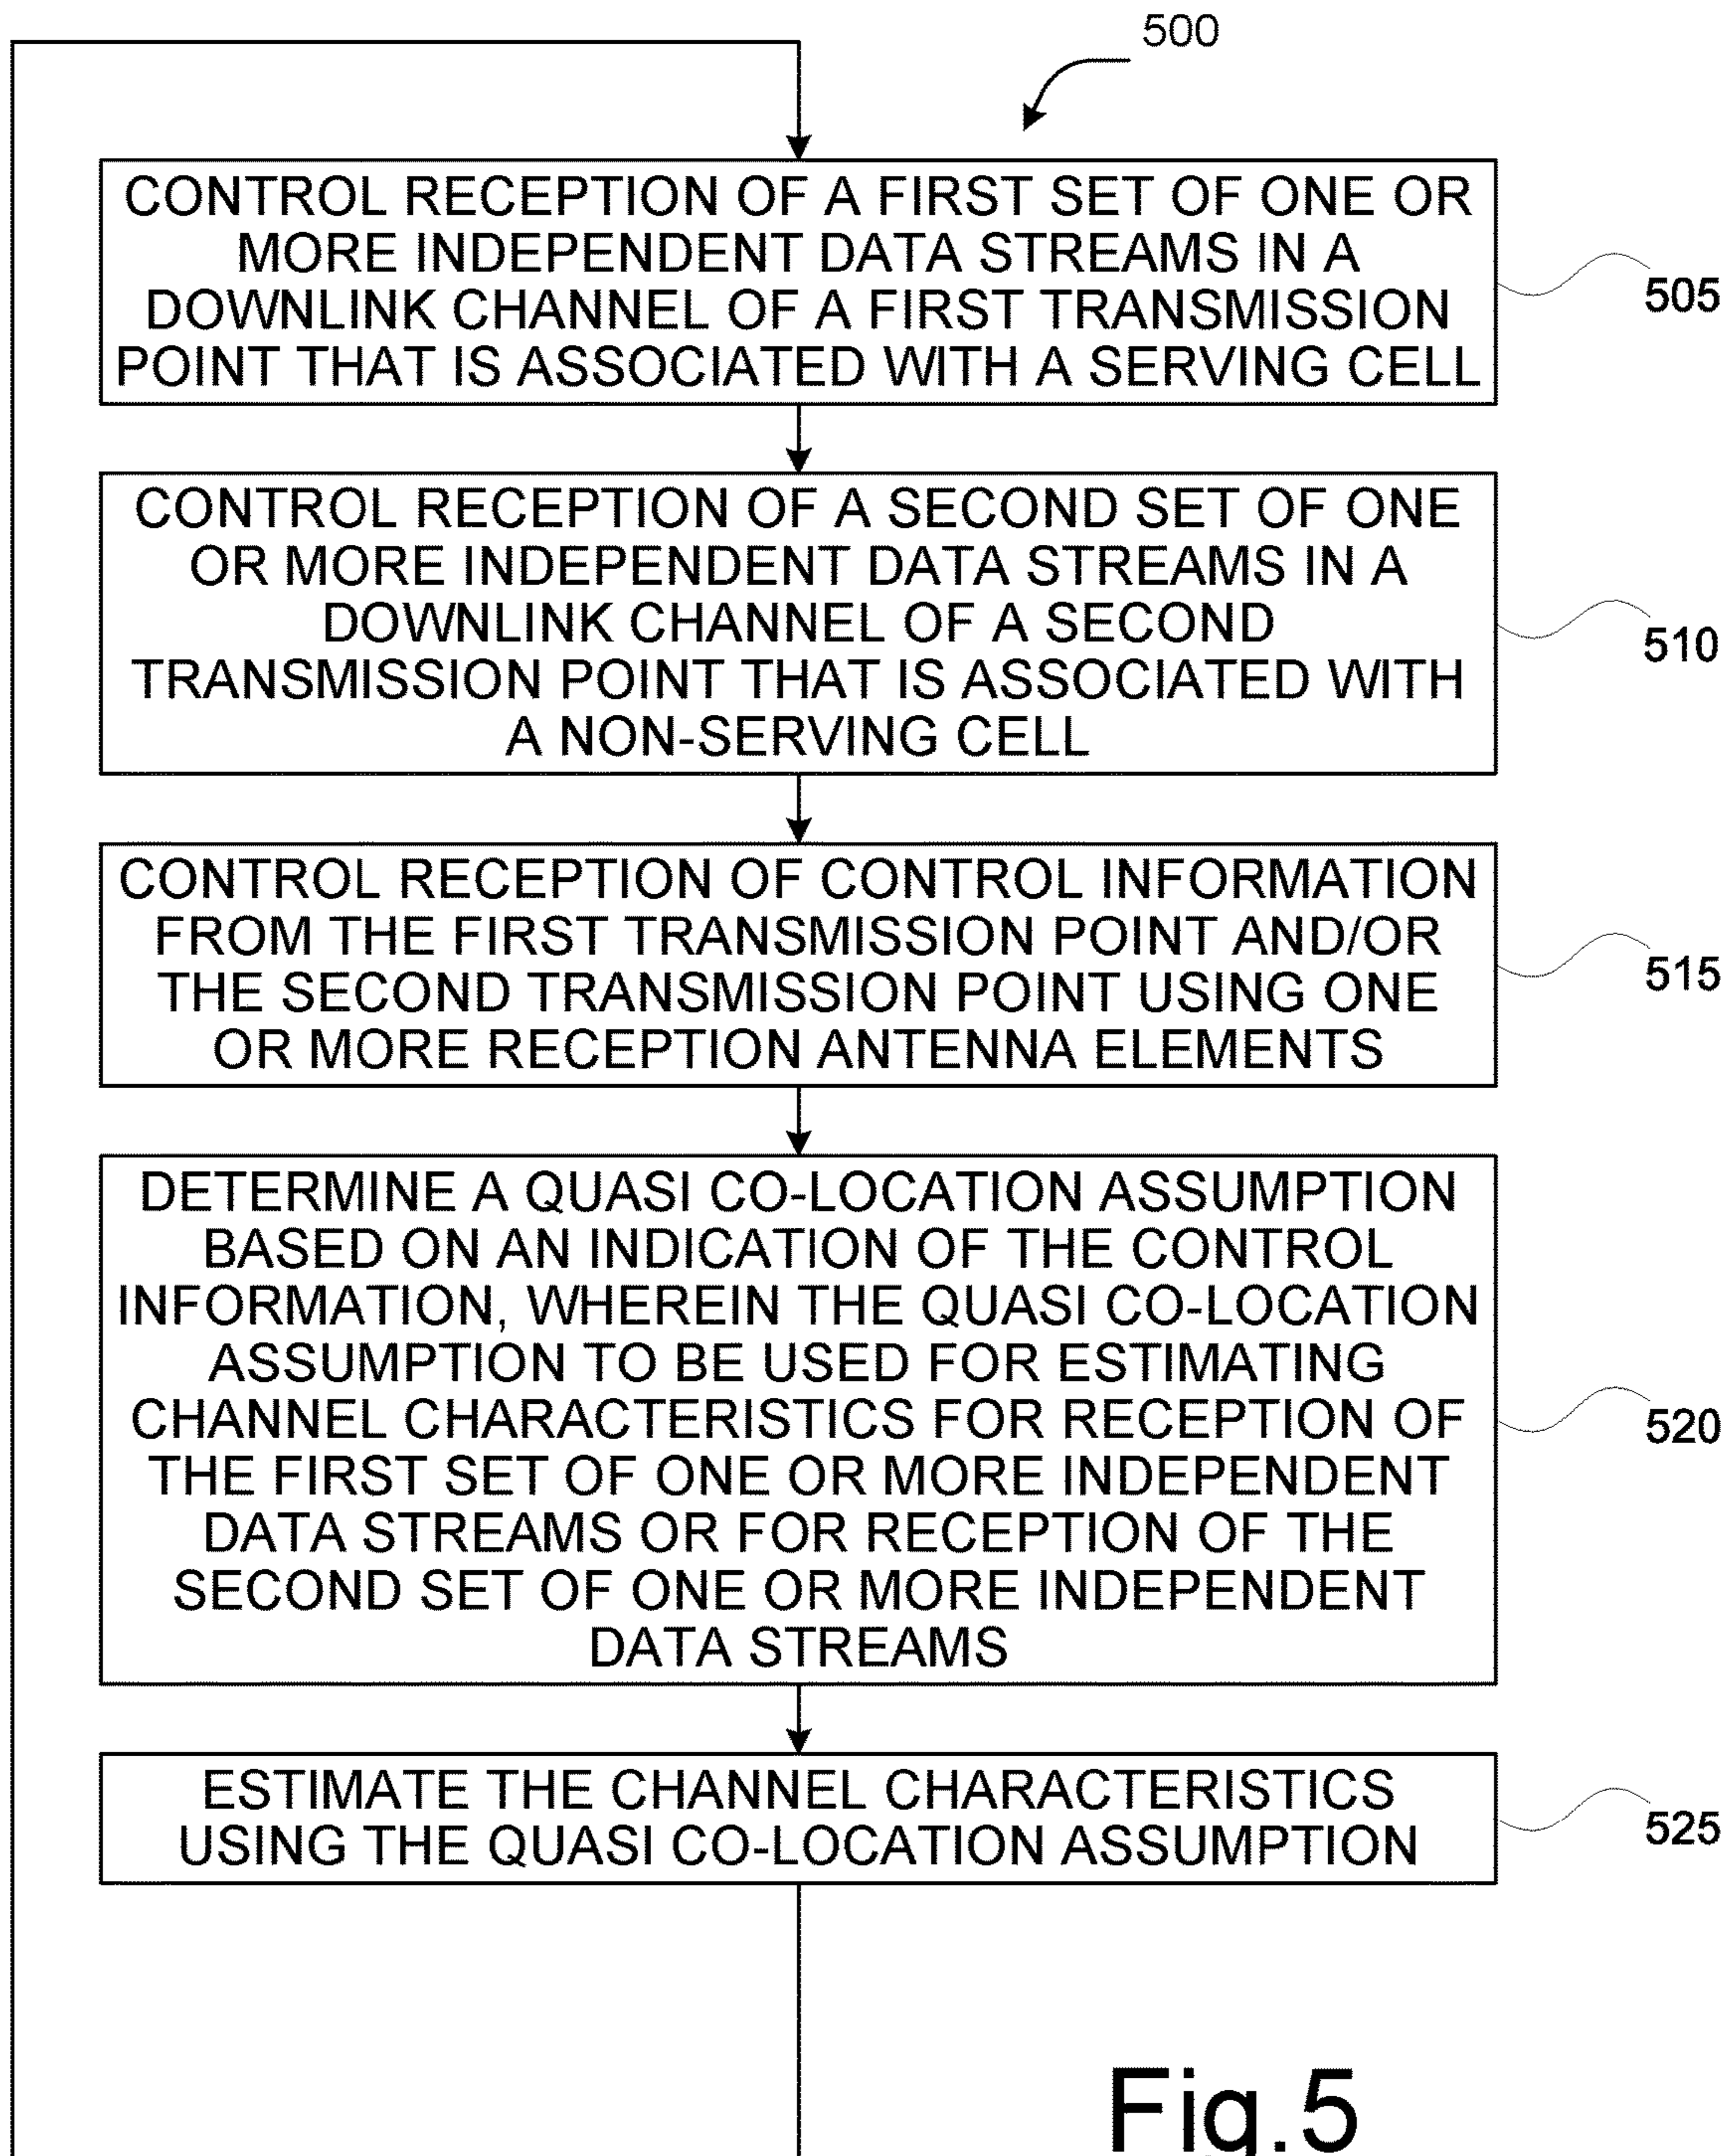 500
CONTROL RECEPTION OF A FIRST SET OF ONE OR
MORE INDEPENDENT DATA STREAMS IN A
DOWNLINK CHANNEL OF A FIRST TRANSMISSION
POINT THAT IS ASSOCIATED WITH A SERVING CELL
505
CONTROL RECEPTION OF A SECOND SET OF ONE
OR MORE INDEPENDENT DATA STREAMS IN A
DOWNLINK CHANNEL OF A SECOND
TRANSMISSION POINT THAT IS ASSOCIATED WITH
A NON-SERVING CELL
510
CONTROL RECEPTION OF CONTROL INFORMATION
FROM THE FIRST TRANSMISSION POINT AND/OR
THE SECOND TRANSMISSION POINT USING ONE
OR MORE RECEPTION ANTENNA ELEMENTS
515
DETERMINE A QUASI CO-LOCATION ASSUMPTION
BASED ON AN INDICATION OF THE CONTROL
INFORMATION, WHEREIN THE QUASI CO-LOCATION
ASSUMPTION TO BE USED FOR ESTIMATING
CHANNEL CHARACTERISTICS FOR RECEPTION OF
THE FIRST SET OF ONE OR MORE INDEPENDENT
DATA STREAMS OR FOR RECEPTION OF THE
SECOND SET OF ONE OR MORE INDEPENDENT
DATA STREAMS
520
ESTIMATE THE CHANNEL CHARACTERISTICS
USING THE QUASI CO-LOCATION ASSUMPTION
525
Fig.5